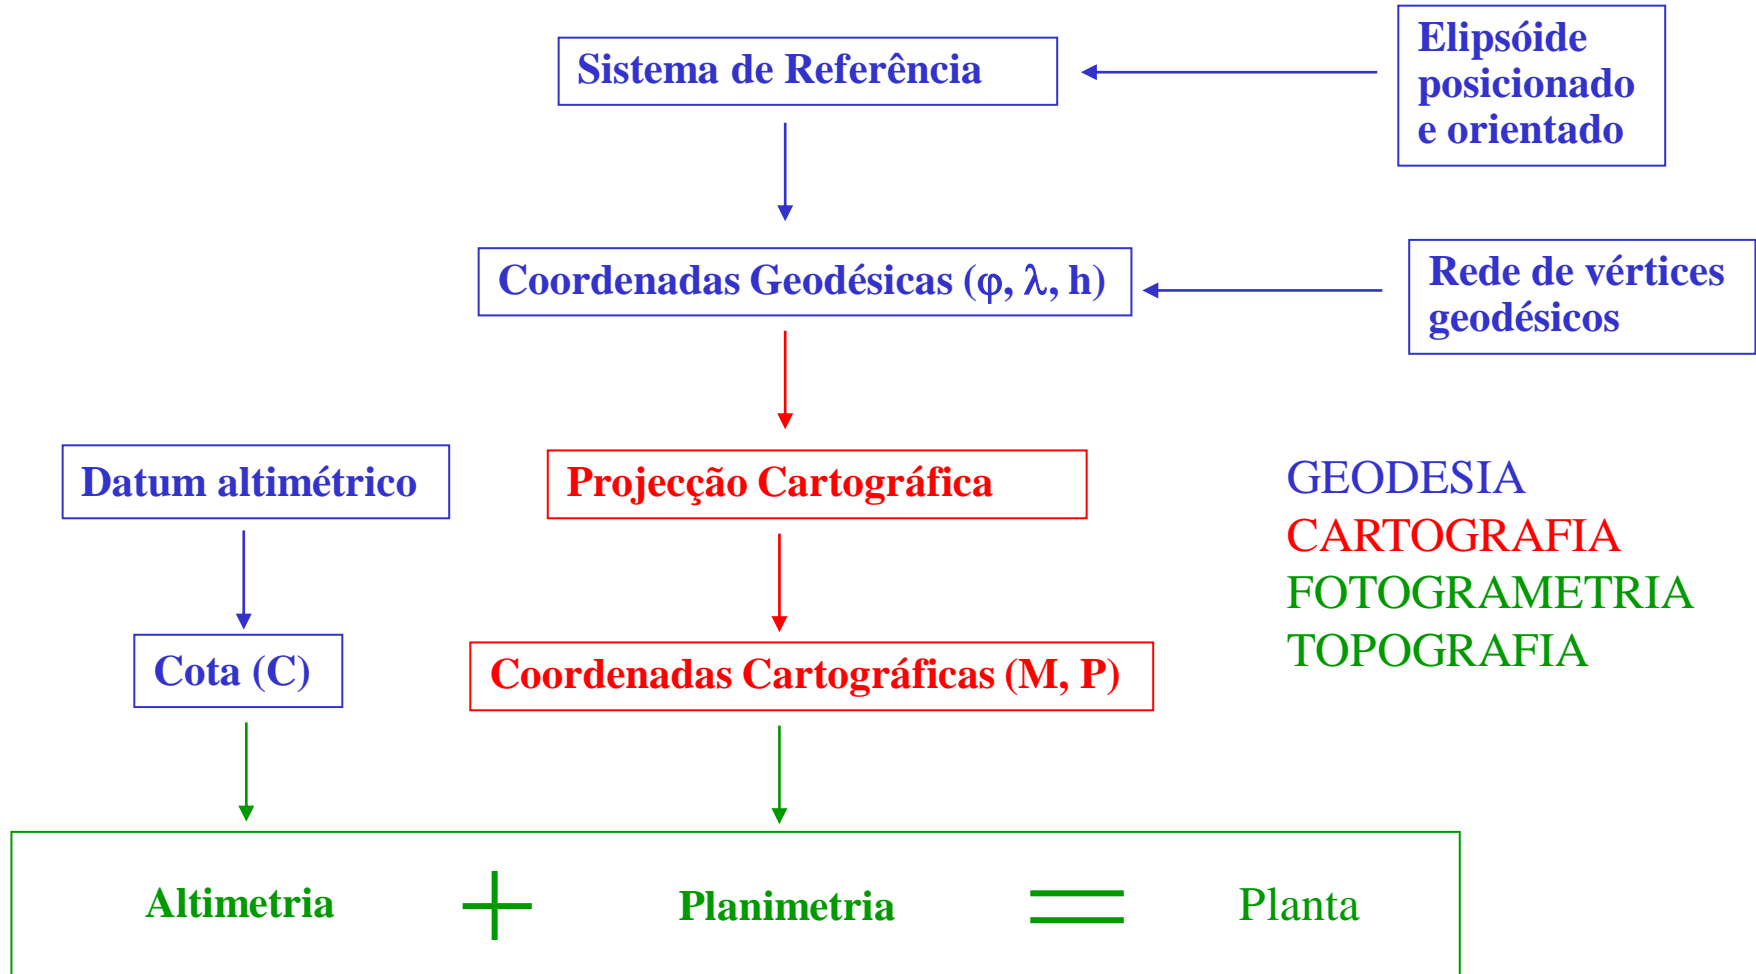 Sistema de Referência
Elipsóide
posicionado
e orientado
Coordenadas Geodésicas (φ, λ, h)
Rede de vértices
geodésicos
Datum altimétrico
Projecção Cartográfica
GEODESIA
CARTOGRAFIA
FOTOGRAMETRIA
TOPOGRAFIA
Cota (C)
Coordenadas Cartográficas (M, P)
Altimetria + Planimetria = Planta